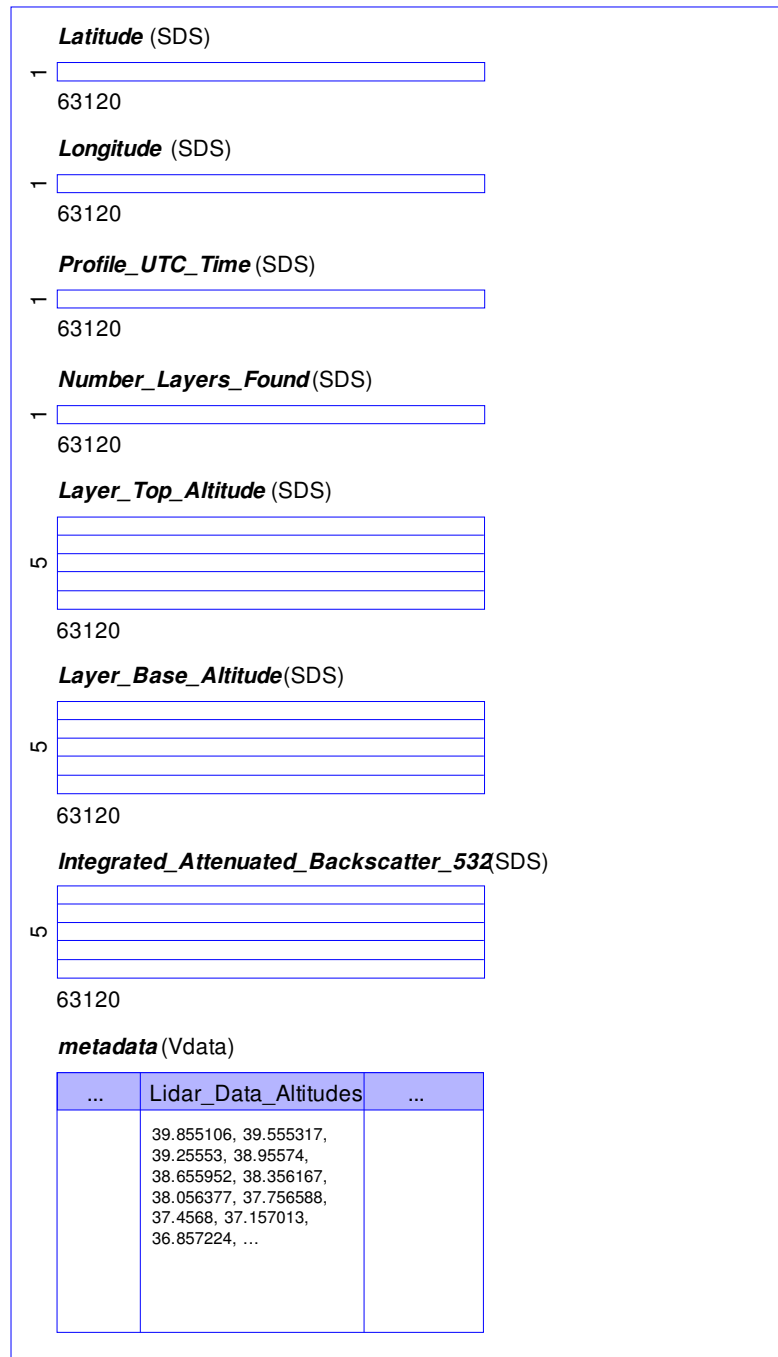 Latitude (SDS)
1
63120
Longitude (SDS)
1
63120
Profile_UTC_Time (SDS)
1
63120
Number_Layers_Found (SDS)
1
63120
Layer_Top_Altitude (SDS)
5
63120
Layer_Base_Altitude(SDS)
5
63120
Integrated_Attenuated_Backscatter_532(SDS)
5
63120
metadata (Vdata)
... Lidar_Data_Altitudes ...
39.855106, 39.555317,
39.25553, 38.95574,
38.655952, 38.356167,
38.056377, 37.756588,
37.4568, 37.157013,
36.857224, …